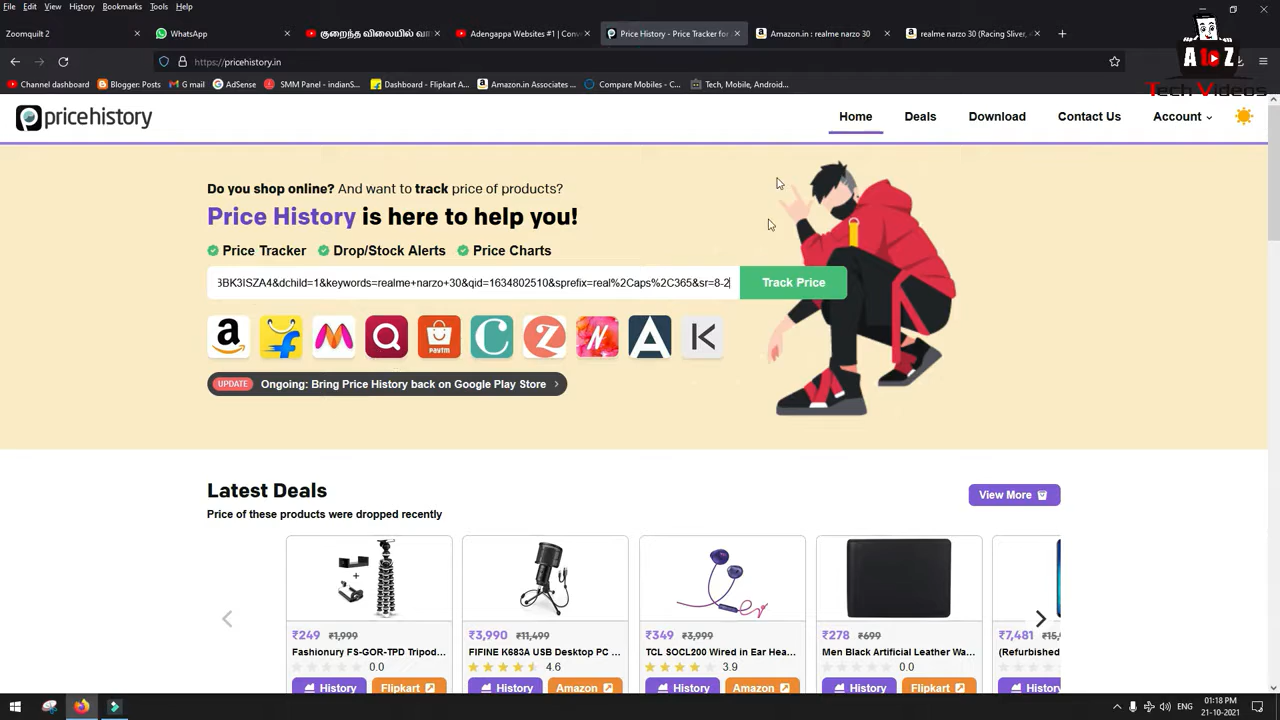 File Edit View History Bookmarks Tools Help
Zoomquilt 2
WhatsApp
குறைந்த விலையில் வா
Adengappa Websites #1 | Conv
Price History - Price Tracker for
Amazon.in : realme narzo 30
realme narzo 30 (Racing Sliver,
https://pricehistory.in
Channel dashboard
Blogger: Posts
G mail
AdSense
SMM Panel - indianS...
Dashboard - Flipkart A...
Amazon.in Associates ...
Compare Mobiles - C...
Tech, Mobile, Android...
A to Z
Tech Videos
pricehistory
Home Deals Download Contact Us Account
Do you shop online? And want to track price of products?
Price History is here to help you!
Price Tracker Drop/Stock Alerts Price Charts
3BK3ISZA4&dchild=1&keywords=realme+narzo+30&qid=1634802510&sprefix=real%2Caps%2C365&sr=8-2
Track Price
a
Q
paytm
C
Z
N
A
K
UPDATE Ongoing: Bring Price History back on Google Play Store
Latest Deals
View More
Price of these products were dropped recently
₹249 ₹1,999
Fashionury FS-GOR-TPD Tripod...
0.0
History Flipkart
₹3,990 ₹11,499
FIFINE K683A USB Desktop PC ...
4.6
History Amazon
₹349 ₹3,999
TCL SOCL200 Wired in Ear Hea...
3.9
History Amazon
₹278 ₹699
Men Black Artificial Leather Wa...
0.0
History Flipkart
₹7,481
(Refurbished
ENG
01:18 PM
21-10-2021